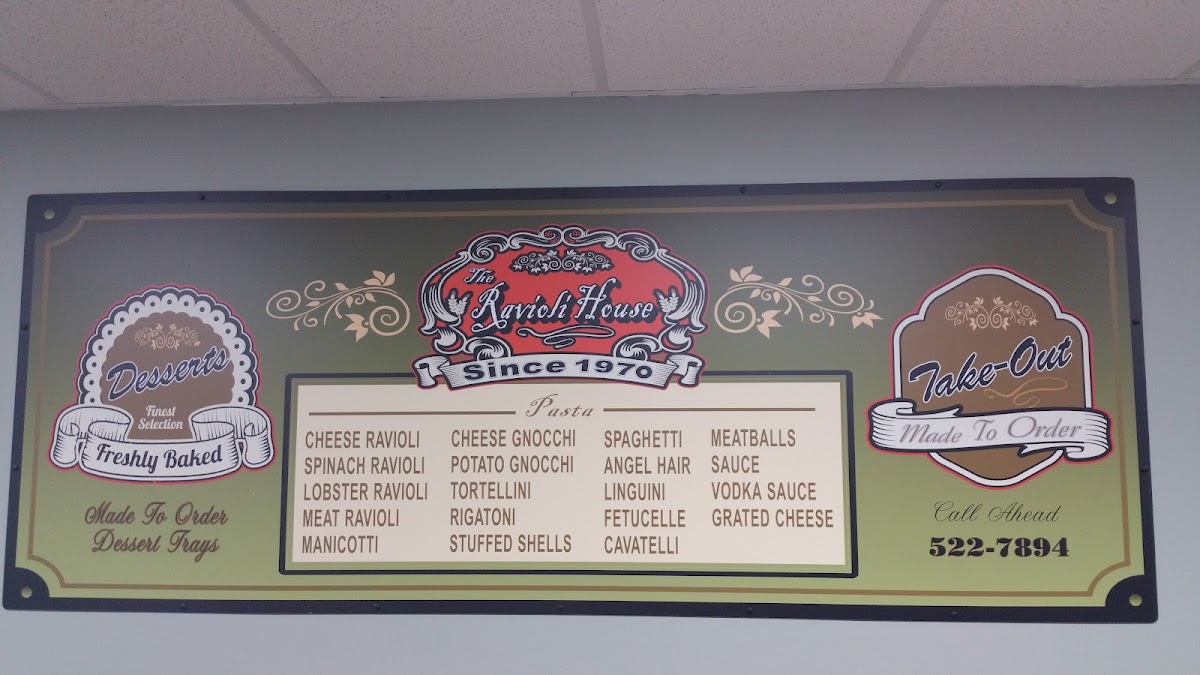 The
Ravioli House
Since 1970
Desserts
Finest
Selection
Freshly Baked
Made To Order
Dessert Trays
Pasta
CHEESE RAVIOLI
SPINACH RAVIOLI
LOBSTER RAVIOLI
MEAT RAVIOLI
MANICOTTI
CHEESE GNOCCHI
POTATO GNOCCHI
TORTELLINI
RIGATONI
STUFFED SHELLS
SPAGHETTI
ANGEL HAIR
LINGUINI
FETUCELLE
CAVATELLI
MEATBALLS
SAUCE
VODKA SAUCE
GRATED CHEESE
Take-Out
Made To Order
Call Ahead
522-7894